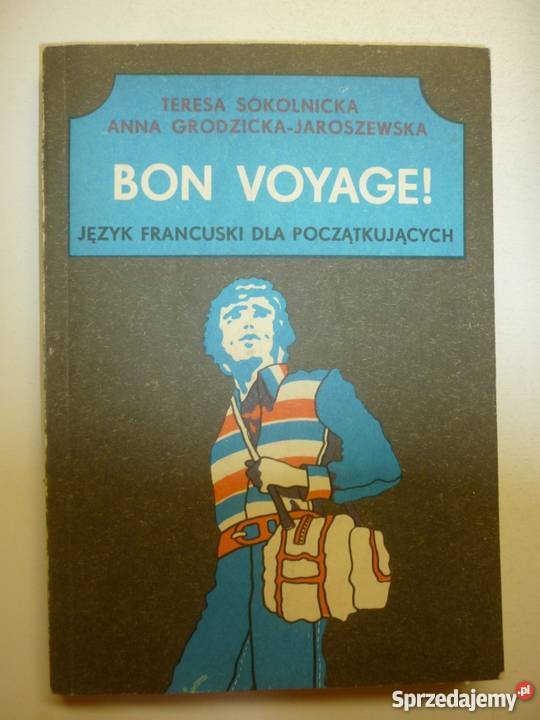 TERESA SOKOLNICKA
ANNA GRODZICKA-JAROSZEWSKA
BON VOYAGE!
JĘZYK FRANCUSKI DLA POCZĄTKUJĄCYCH
Sprzedajemy.pl